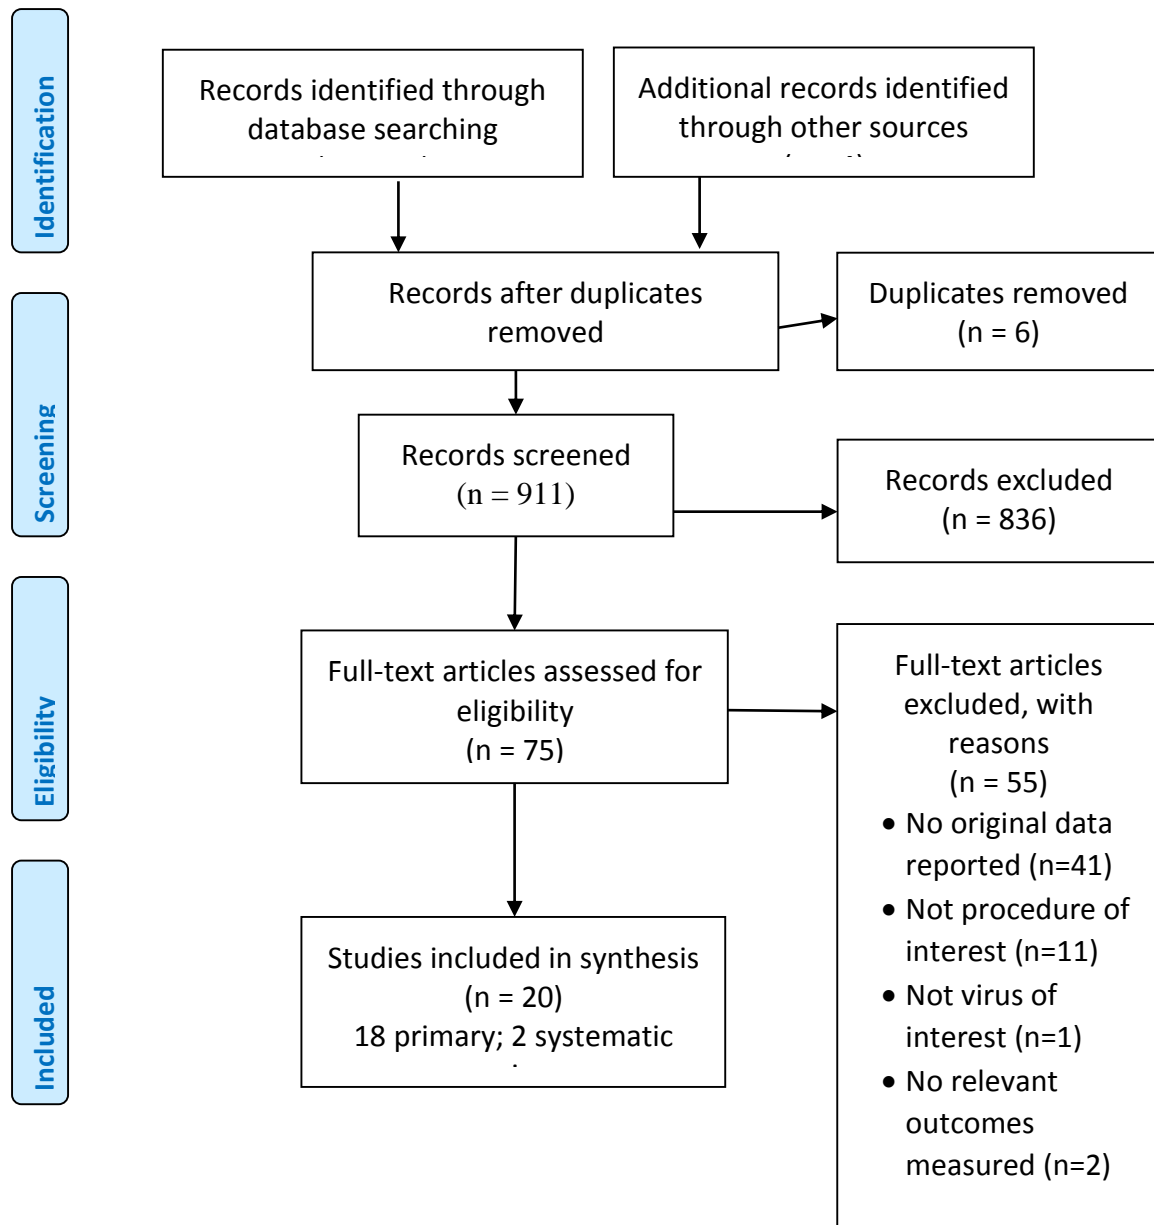 Identification
Records identified through
database searching
Additional records identified
through other sources
Records after duplicates
removed
Duplicates removed
(n = 6)
Screening
Records screened
(n = 911)
Records excluded
(n = 836)
Eligibility
Full-text articles assessed for
eligibility
(n = 75)
Full-text articles
excluded, with
reasons
(n = 55)
• No original data
reported (n=41)
• Not procedure of
interest (n=11)
• Not virus of
interest (n=1)
• No relevant
outcomes
measured (n=2)
Included
Studies included in synthesis
(n = 20)
18 primary; 2 systematic